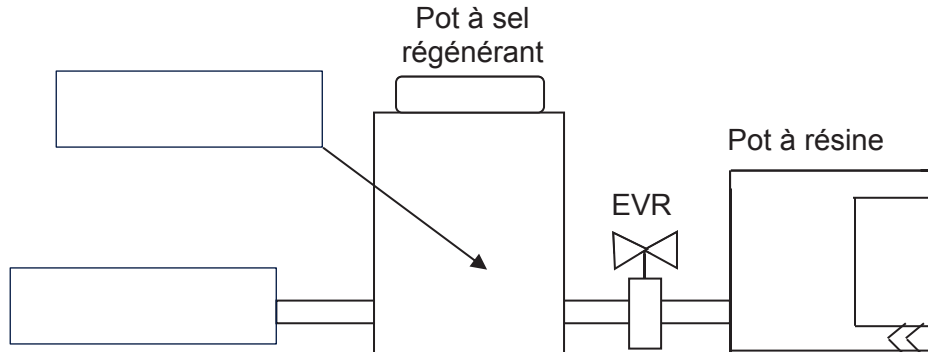 Pot à sel
régénérant
Pot à résine
EVR